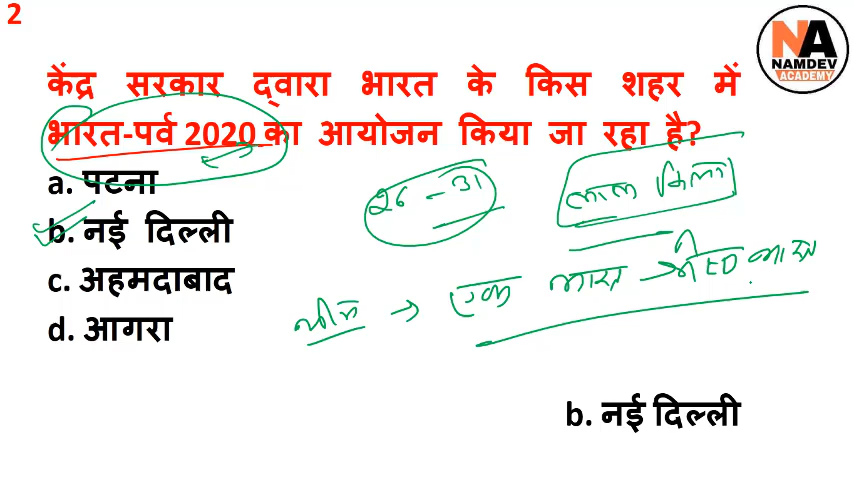 2
NA
NAMDEV
ACADEMY
केंद्र सरकार द्वारा भारत के किस शहर में
भारत-पर्व 2020 का आयोजन किया जा रहा है?
a. पटना
b. नई दिल्ली
c. अहमदाबाद
d. आगरा
26 - 31
लाल किला
थीम → एक भारत
b. नई दिल्ली